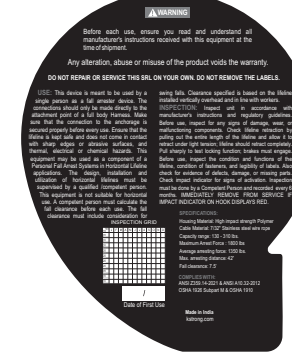 WARNING
Before each use, ensure you read and understand all
manufacturer's instructions received with this equipment at the
time of shipment.
Any alteration, abuse or misuse of the product voids the warranty.
DO NOT REPAIR OR SERVICE THIS SRL ON YOUR OWN. DO NOT REMOVE THE LABELS.
USE: This device is meant to be used by a
single person as a fall arrester device. The
connections should only be made directly to the
attachment point of a full body Harness. Make
sure that the connection to the anchorage is
secured properly before every use. Ensure that the
lifeline is kept safe and does not come in contact
with sharp edges or abrasive surfaces, and
thermal, electrical or chemical hazards. This
equipment may be used as a component of a
Personal Fall Arrest Systems in Horizontal Lifeline
applications. The design, installation and
utilization of horizontal lifelines must be
supervised by a qualified /competent person.
This equipment is not suitable for horizontal
use. A competent person must calculate the
fall clearance before each use. The fall
clearance must include consideration for
swing falls. Clearance specified is based on the lifeline
installed vertically overhead and in line with workers.
INSPECTION: Inspect unit in accordance with
manufacturer's instructions and regulatory guidelines.
Before use, inspect for any signs of damage, wear, or
malfunctioning components. Check lifeline retraction by
pulling out the entire length of the lifeline and allow it to
retract under light tension; lifeline should retract completely.
Pull sharply to test locking function; brakes must engage.
Before use, inspect the condition and functions of the
lifeline, condition of fasteners, and legibility of labels. Also
check for evidence of defects, damage, or missing parts.
Check impact indicator for signs of activation. Inspection
must be done by a Competent Person and recorded every 6
months. IMMEDIATELY REMOVE FROM SERVICE IF
IMPACT INDICATOR ON HOOK DISPLAYS RED.
INSPECTION GRID
/
Date of First Use
SPECIFICATIONS:
Housing Material: High impact strength Polymer
Cable Material: 7/32" Stainless steel wire rope
Capacity range: 130 - 310 lbs.
Maximum Arrest Force : 1800 lbs
Average arresting force: 1350 lbs.
Max. arresting distance: 42"
Fall clearance: 7.5'
COMPLIES WITH:
ANSI Z359.14-2021 & ANSI A10.32-2012
OSHA 1926 Subpart M & OSHA 1910
Made in India
kstrong.com